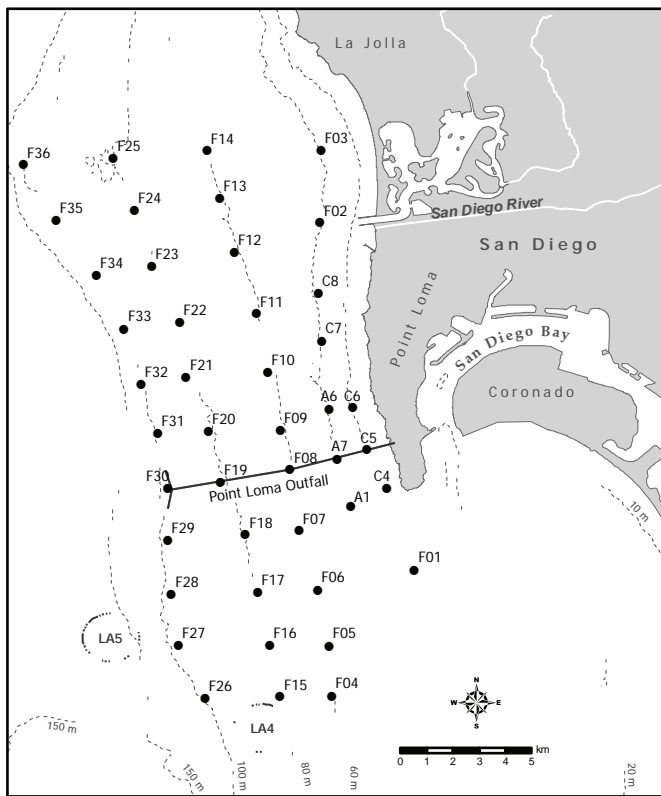 La Jolla
F36
F25
F14
F03
F13
F35
F24
F02
San Diego River
San Diego
F34
F23
F12
C8
Point Loma
F33
F22
F11
C7
San Diego Bay
F32
F21
F10
Coronado
A6
C6
F31
F20
F09
A7
C5
F30
F19
F08
Point Loma Outfall
C4
A1
10 m
F29
F18
F07
F01
F28
F17
F06
LA5
F27
F16
F05
F26
F15
F04
LA4
N
W E
S
150 m
150 m
100 m
80 m
60 m
20 m
km
0 1 2 3 4 5